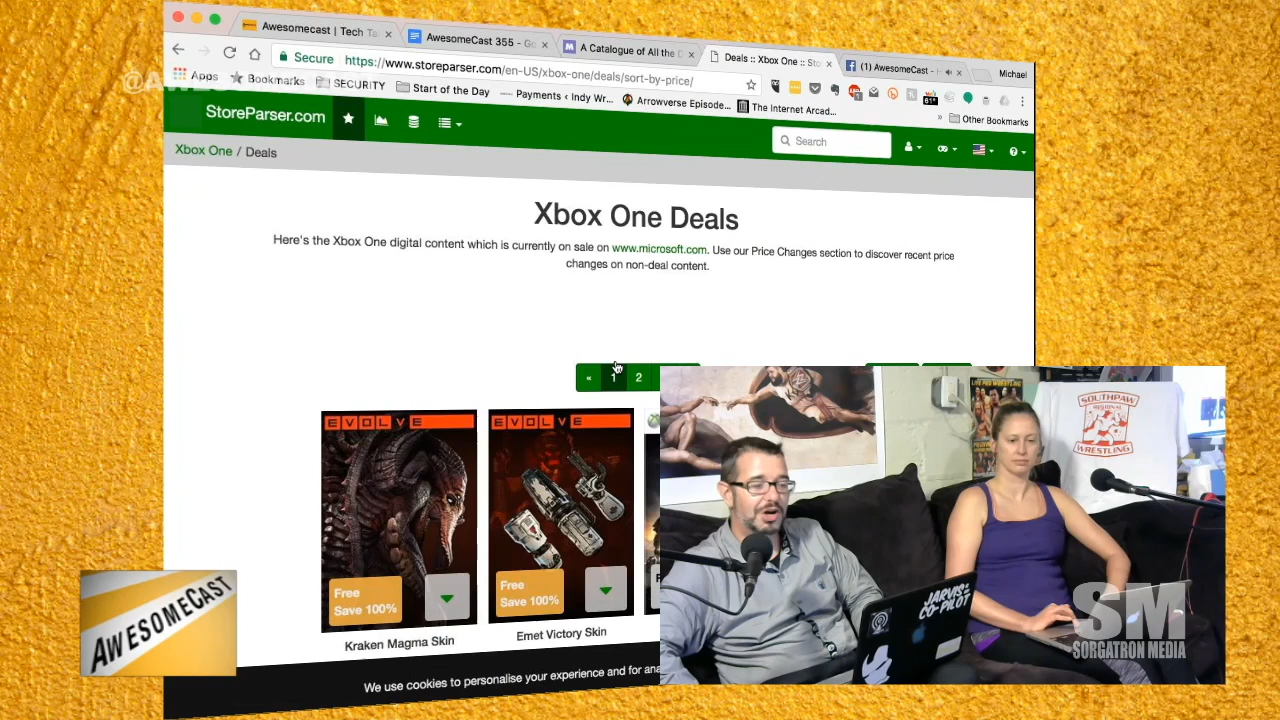 Awesomecast | Tech Ta
AwesomeCast 355 - Go
A Catalogue of All the D
Deals :: Xbox One :: Sto
(1) AwesomeCast -
Michael
Secure
https://www.storeparser.com/en-US/xbox-one/deals/sort-by-price/
Apps
Bookmarks
SECURITY
Start of the Day
Payments ‹ Indy Wr...
Arrowverse Episode...
The Internet Arcad...
61°
» Other Bookmarks
StoreParser.com
Search
Xbox One / Deals
Xbox One Deals
Here's the Xbox One digital content which is currently on sale on www.microsoft.com. Use our Price Changes section to discover recent price
changes on non-deal content.
« 1 2
EVOLVE
EVOLVE
Free
Save 100%
Free
Save 100%
Kraken Magma Skin
Emet Victory Skin
We use cookies to personalise your experience and for ana
LIVE PRO WRESTLING
SOUTHPAW
REGIONAL
WRESTLING
JARVIS
CO-PILOT
AWESOMECAST
SM
SORGATRON MEDIA